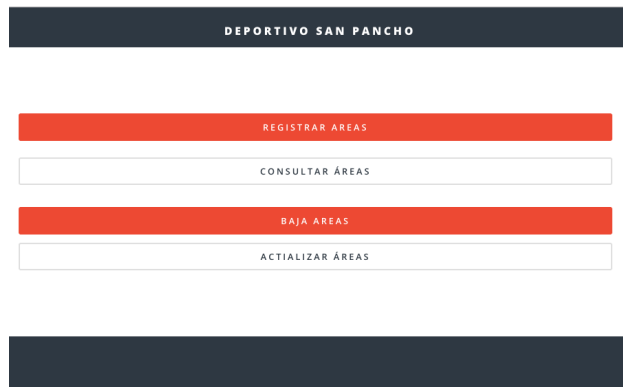 DEPORTIVO SAN PANCHO
REGISTRAR AREAS
CONSULTAR ÁREAS
BAJA AREAS
ACTIALIZAR ÁREAS